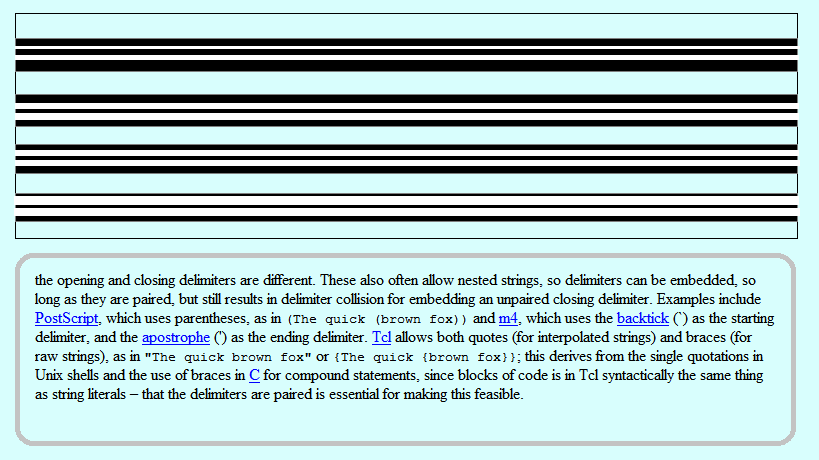 the opening and closing delimiters are different. These also often allow nested strings, so delimiters can be embedded, so
long as they are paired, but still results in delimiter collision for embedding an unpaired closing delimiter. Examples include
PostScript, which uses parentheses, as in (The quick (brown fox)) and m4, which uses the backtick (`) as the starting
delimiter, and the apostrophe (') as the ending delimiter. Tcl allows both quotes (for interpolated strings) and braces (for
raw strings), as in "The quick brown fox" or {The quick {brown fox}}; this derives from the single quotations in
Unix shells and the use of braces in C for compound statements, since blocks of code is in Tcl syntactically the same thing
as string literals – that the delimiters are paired is essential for making this feasible.